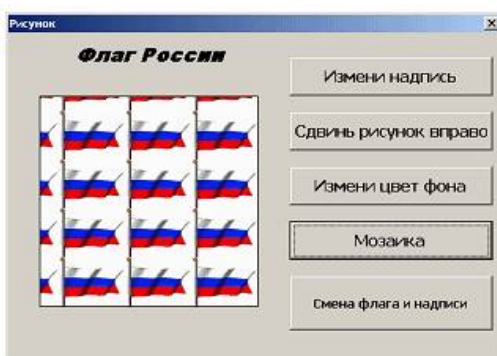 Рисунок
Флаг России
Измени надпись
Сдвинь рисунок вправо
Измени цвет фона
Мозаика
Смена флага и надписи